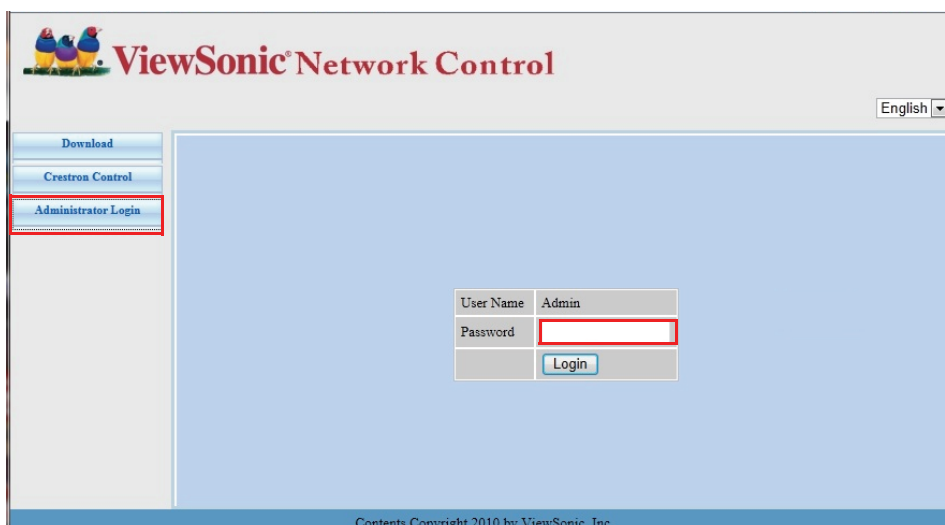 ViewSonic® Network Control
English
Download
Crestron Control
Administrator Login
User Name Admin
Password
Login
Contents Copyright 2010 by ViewSonic, Inc